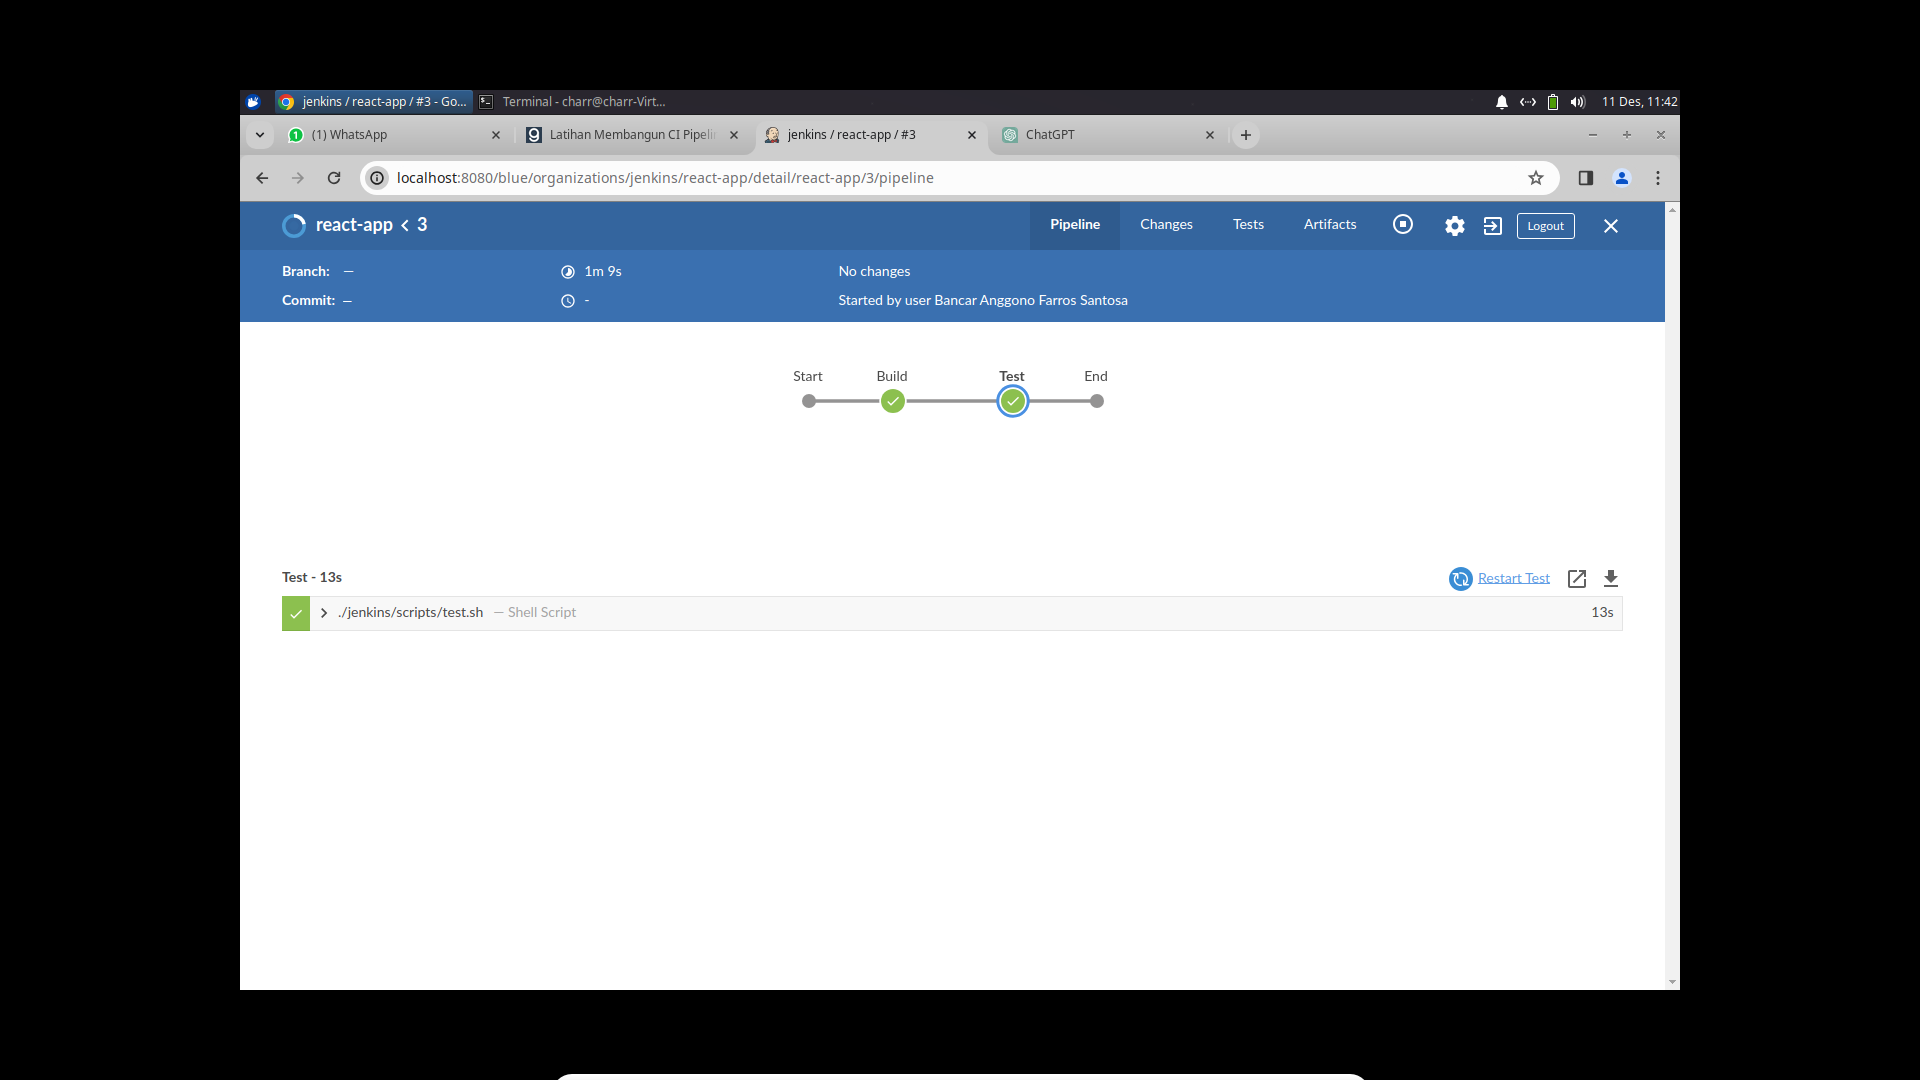 jenkins / react-app / #3 - Go...
Terminal - charr@charr-Virt...
11 Des, 11:42
(1) WhatsApp
Latihan Membangun CI Pipelin
jenkins / react-app / #3
ChatGPT
localhost:8080/blue/organizations/jenkins/react-app/detail/react-app/3/pipeline
react-app < 3
Pipeline
Changes
Tests
Artifacts
Logout
Branch: —
1m 9s
No changes
Commit: —
-
Started by user Bancar Anggono Farros Santosa
Start
Build
Test
End
Test - 13s
Restart Test
./jenkins/scripts/test.sh — Shell Script
13s